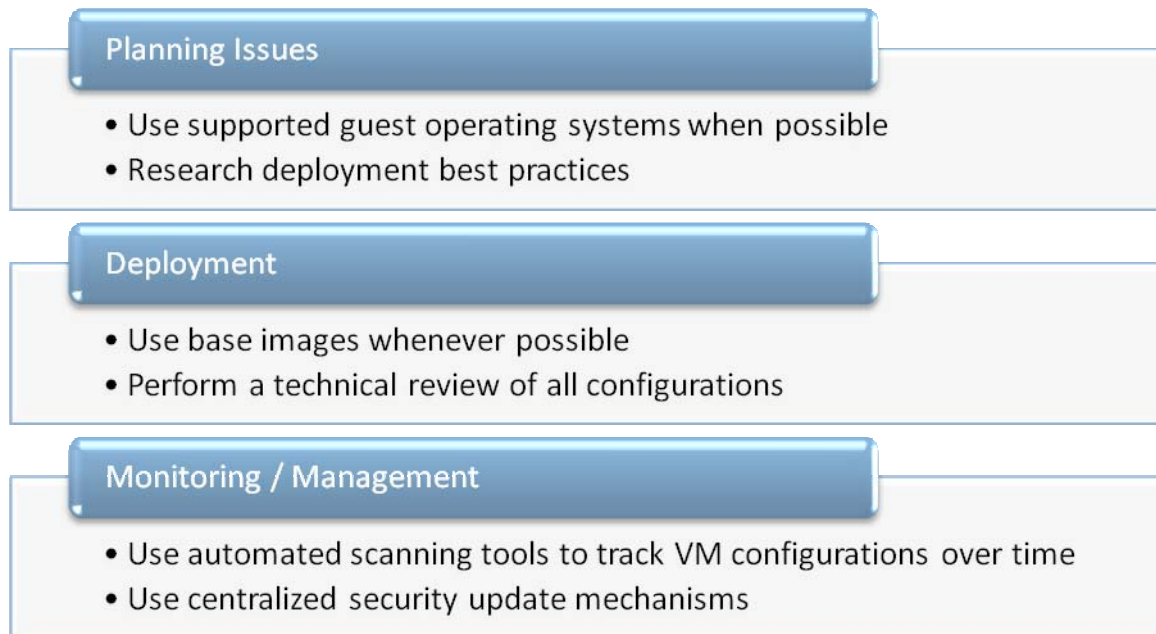 Planning Issues
• Use supported guest operating systems when possible
• Research deployment best practices
Deployment
• Use base images whenever possible
• Perform a technical review of all configurations
Monitoring / Management
• Use automated scanning tools to track VM configurations over time
• Use centralized security update mechanisms